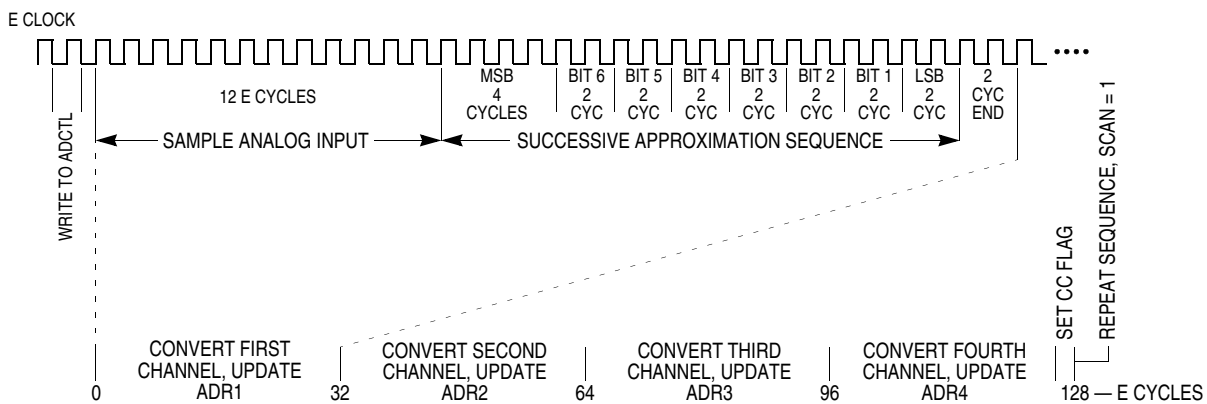 E CLOCK
12 E CYCLES
MSB
4
CYCLES
BIT 6
2
CYC
BIT 5
2
CYC
BIT 4
2
CYC
BIT 3
2
CYC
BIT 2
2
CYC
BIT 1
2
CYC
LSB
2
CYC
2
CYC
END
WRITE TO ADCTL
SAMPLE ANALOG INPUT
SUCCESSIVE APPROXIMATION SEQUENCE
SET CC FLAG
REPEAT SEQUENCE, SCAN = 1
CONVERT FIRST
CHANNEL, UPDATE
ADR1
CONVERT SECOND
CHANNEL, UPDATE
ADR2
CONVERT THIRD
CHANNEL, UPDATE
ADR3
CONVERT FOURTH
CHANNEL, UPDATE
ADR4
0
32
64
96
128 — E CYCLES